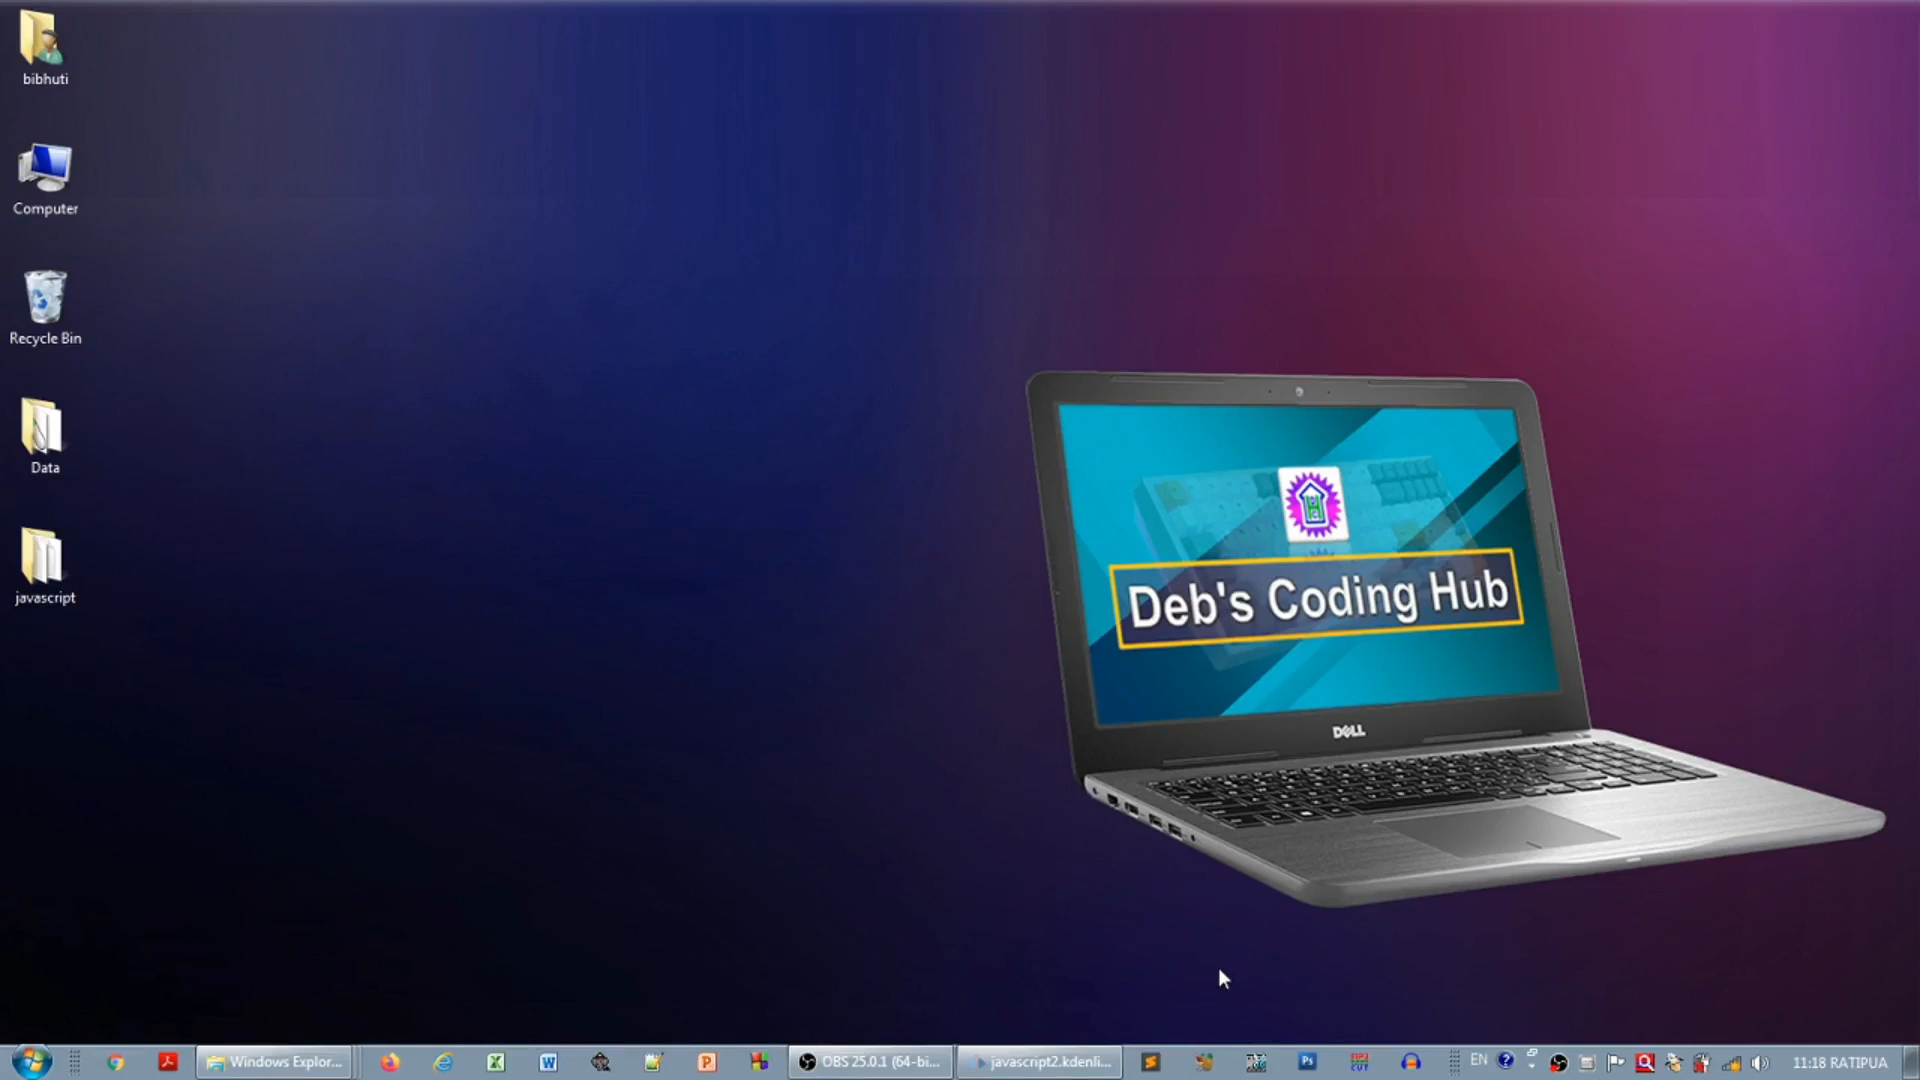 bibhuti
Computer
Recycle Bin
Data
javascript
Deb's Coding Hub
DELL
Windows Explor...
OBS 25.0.1 (64-bi...
javascript2.kdenli...
EN
11:18 RATIPUA